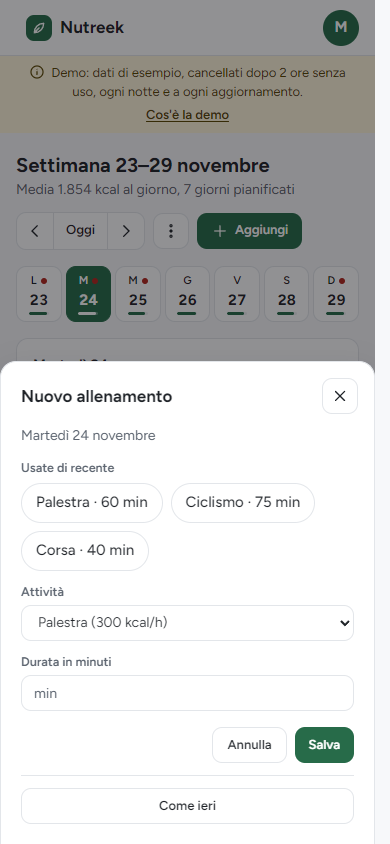 Nutreek
M
Demo: dati di esempio, cancellati dopo 2 ore senza
uso, ogni notte e a ogni aggiornamento.
Cos'è la demo
Settimana 23–29 novembre
Media 1.854 kcal al giorno, 7 giorni pianificati
Oggi
Aggiungi
L M M G V S D
23 24 25 26 27 28 29
Nuovo allenamento
Martedì 24 novembre
Usate di recente
Palestra · 60 min
Ciclismo · 75 min
Corsa · 40 min
Attività
Palestra (300 kcal/h)
Durata in minuti
min
Annulla
Salva
Come ieri